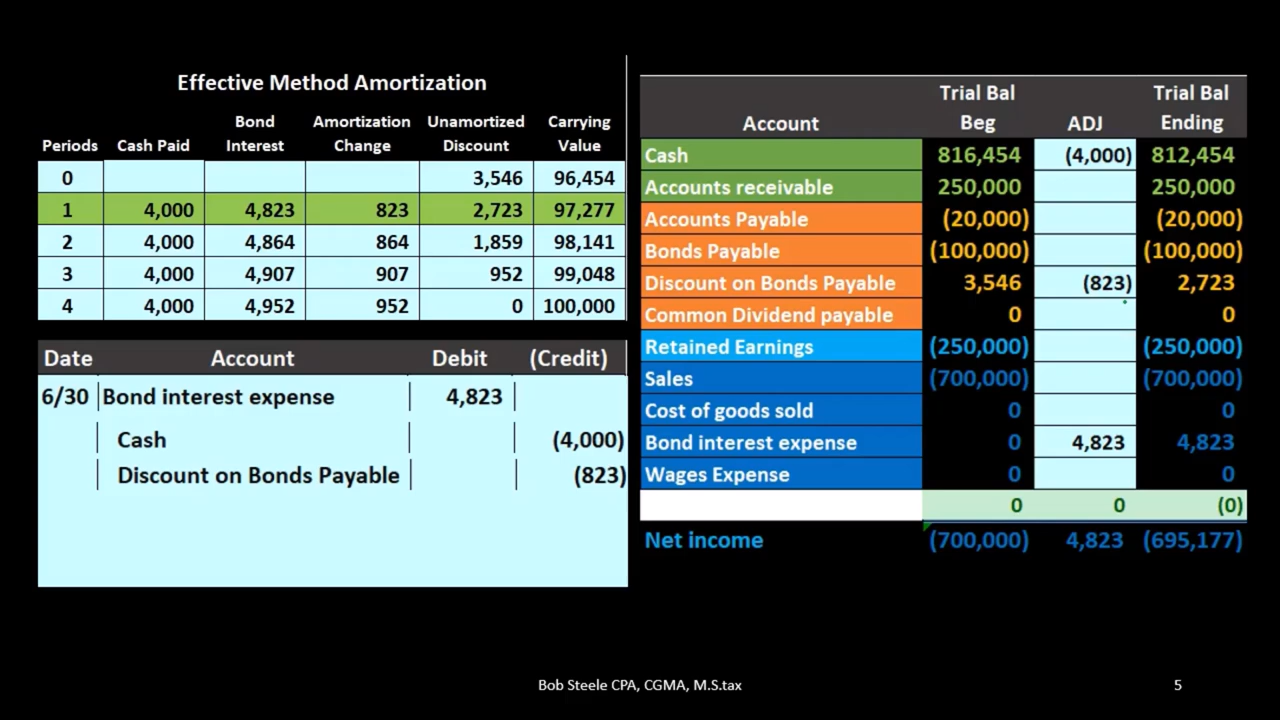 Effective Method Amortization
Periods Cash Paid Bond Interest Amortization Change Unamortized Discount Carrying Value
0 3,546 96,454
1 4,000 4,823 823 2,723 97,277
2 4,000 4,864 864 1,859 98,141
3 4,000 4,907 907 952 99,048
4 4,000 4,952 952 0 100,000
Date Account Debit (Credit)
6/30 Bond interest expense 4,823
Cash (4,000)
Discount on Bonds Payable (823)
Account Trial Bal Beg ADJ Trial Bal Ending
Cash 816,454 (4,000) 812,454
Accounts receivable 250,000 250,000
Accounts Payable (20,000) (20,000)
Bonds Payable (100,000) (100,000)
Discount on Bonds Payable 3,546 (823) 2,723
Common Dividend payable 0 0
Retained Earnings (250,000) (250,000)
Sales (700,000) (700,000)
Cost of goods sold 0 0
Bond interest expense 0 4,823 4,823
Wages Expense 0 0
0 0 (0)
Net income (700,000) 4,823 (695,177)
Bob Steele CPA, CGMA, M.S.tax
5